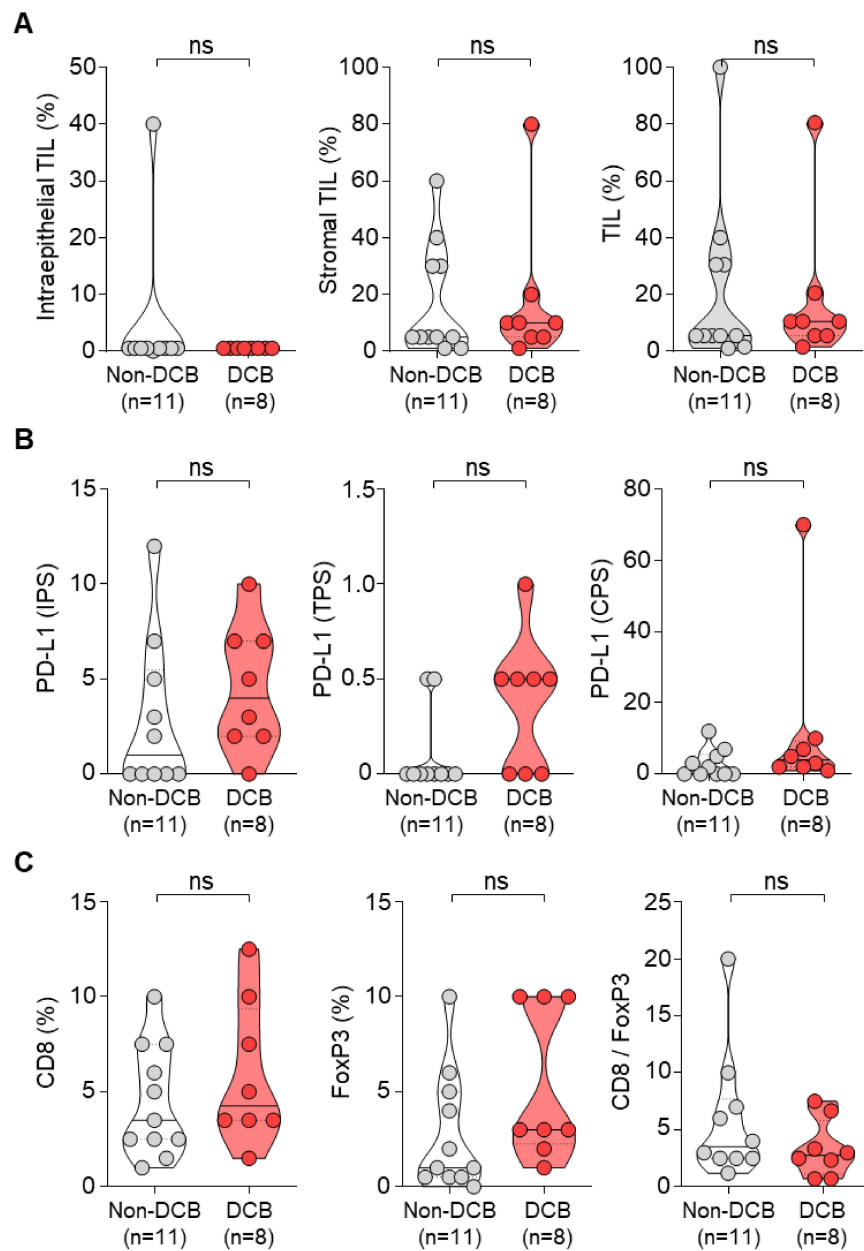 A
ns
Intraepithelial TIL (%)
50
40
30
20
10
0
Non-DCB
(n=11)
DCB
(n=8)
ns
Stromal TIL (%)
100
80
60
40
20
0
Non-DCB
(n=11)
DCB
(n=8)
ns
TIL (%)
100
80
60
40
20
0
Non-DCB
(n=11)
DCB
(n=8)
B
ns
PD-L1 (IPS)
15
10
5
0
Non-DCB
(n=11)
DCB
(n=8)
ns
PD-L1 (TPS)
1.5
1.0
0.5
0
Non-DCB
(n=11)
DCB
(n=8)
ns
PD-L1 (CPS)
80
60
40
20
0
Non-DCB
(n=11)
DCB
(n=8)
C
ns
CD8 (%)
15
10
5
0
Non-DCB
(n=11)
DCB
(n=8)
ns
FoxP3 (%)
15
10
5
0
Non-DCB
(n=11)
DCB
(n=8)
ns
CD8 / FoxP3
25
20
15
10
5
0
Non-DCB
(n=11)
DCB
(n=8)